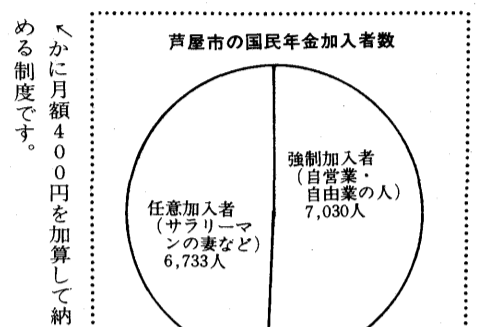 芦屋市の国民年金加入者数
強制加入者
(自営業・
自由業の人)
7,030人
任意加入者
(サラリーマ
ンの妻など)
6,733人
↖かに月額400円を加算して納
める制度です。